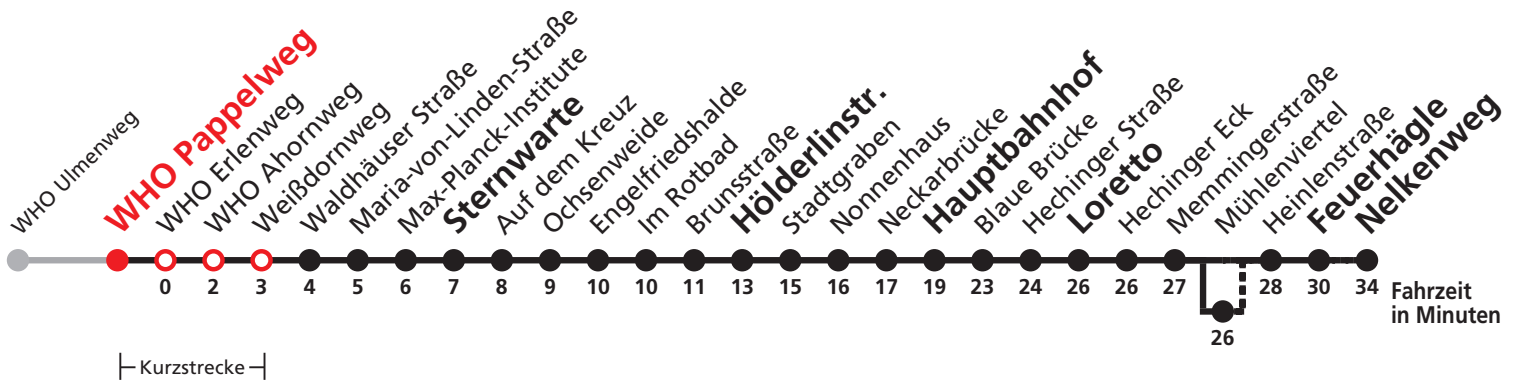 WHO Ulmenweg
WHO Pappelweg
WHO Erlenweg
WHO Ahornweg
Weißdornweg
Waldhäuser Straße
Maria-von-Linden-Straße
Max-Planck-Institute
Sternwarte
Auf dem Kreuz
Ochsenweide
Engelfriedshalde
Im Rotbad
Brunsstraße
Hölderlinstr.
Stadtgraben
Nonnenhaus
Neckarbrücke
Hauptbahnhof
Blaue Brücke
Hechinger Straße
Loretto
Hechinger Eck
Memmingerstraße
Mühlenviertel
Heinlenstraße
Feuerhägle
Nelkenweg
0 2 3 4 5 6 7 8 9 10 10 11 13 15 16 17 19 23 24 26 26 27 28 30 34 Fahrzeit
in Minuten
26
Kurzstrecke